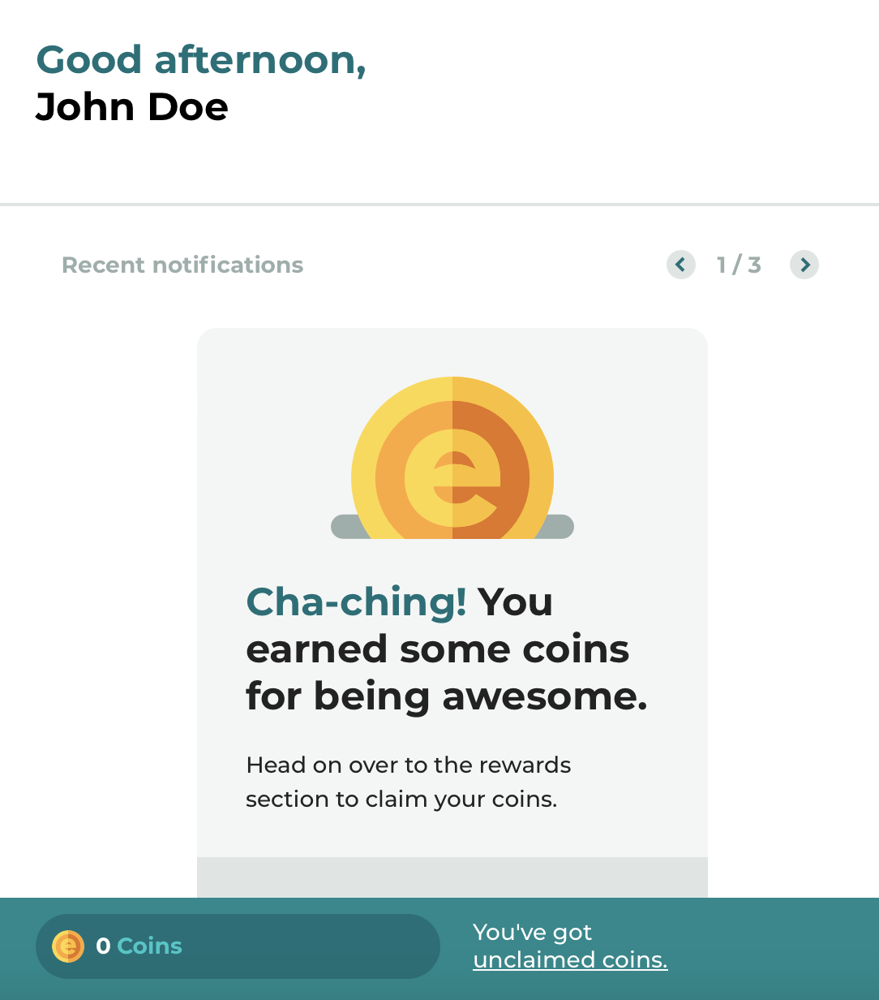 Good afternoon,
John Doe
Recent notifications
1 / 3
e
Cha-ching! You
earned some coins
for being awesome.
Head on over to the rewards
section to claim your coins.
e
0 Coins
You've got
unclaimed coins.